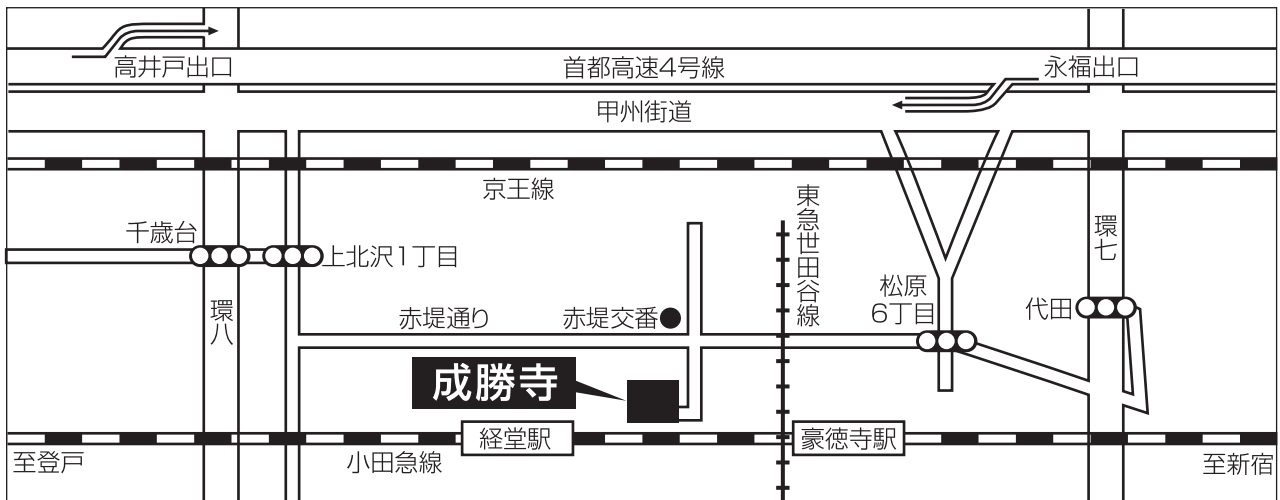 高井戸出口
首都高速4号線
永福出口
甲州街道
京王線
東急世田谷線
環七
千歳台
上北沢1丁目
環八
赤堤通り
赤堤交番
松原
6丁目
代田
成勝寺
経堂駅
豪徳寺駅
至登戸
小田急線
至新宿